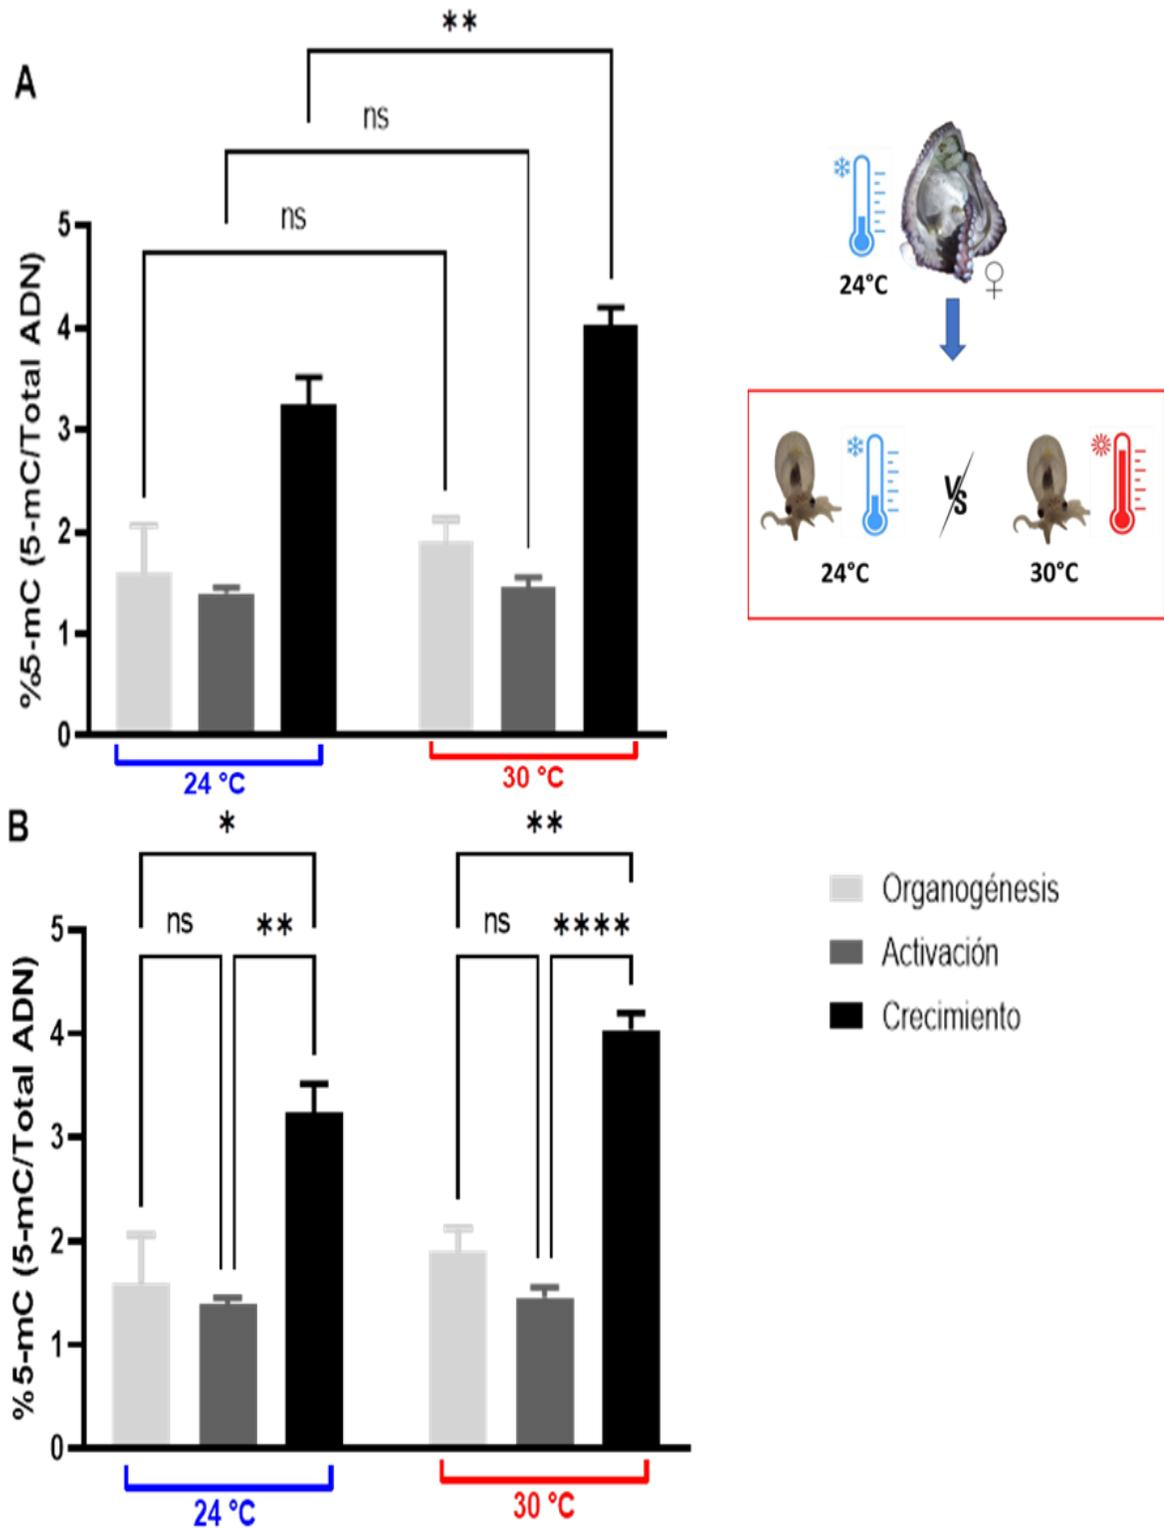 A
**
ns
ns
%5-mC (5-mC/Total ADN)
5
4
3
2
1
0
24 °C
30 °C
24°C
♀
24°C
VS
30°C
B
*
**
ns
**
ns
****
%5-mC (5-mC/Total ADN)
5
4
3
2
1
0
24 °C
30 °C
Organogénesis
Activación
Crecimiento